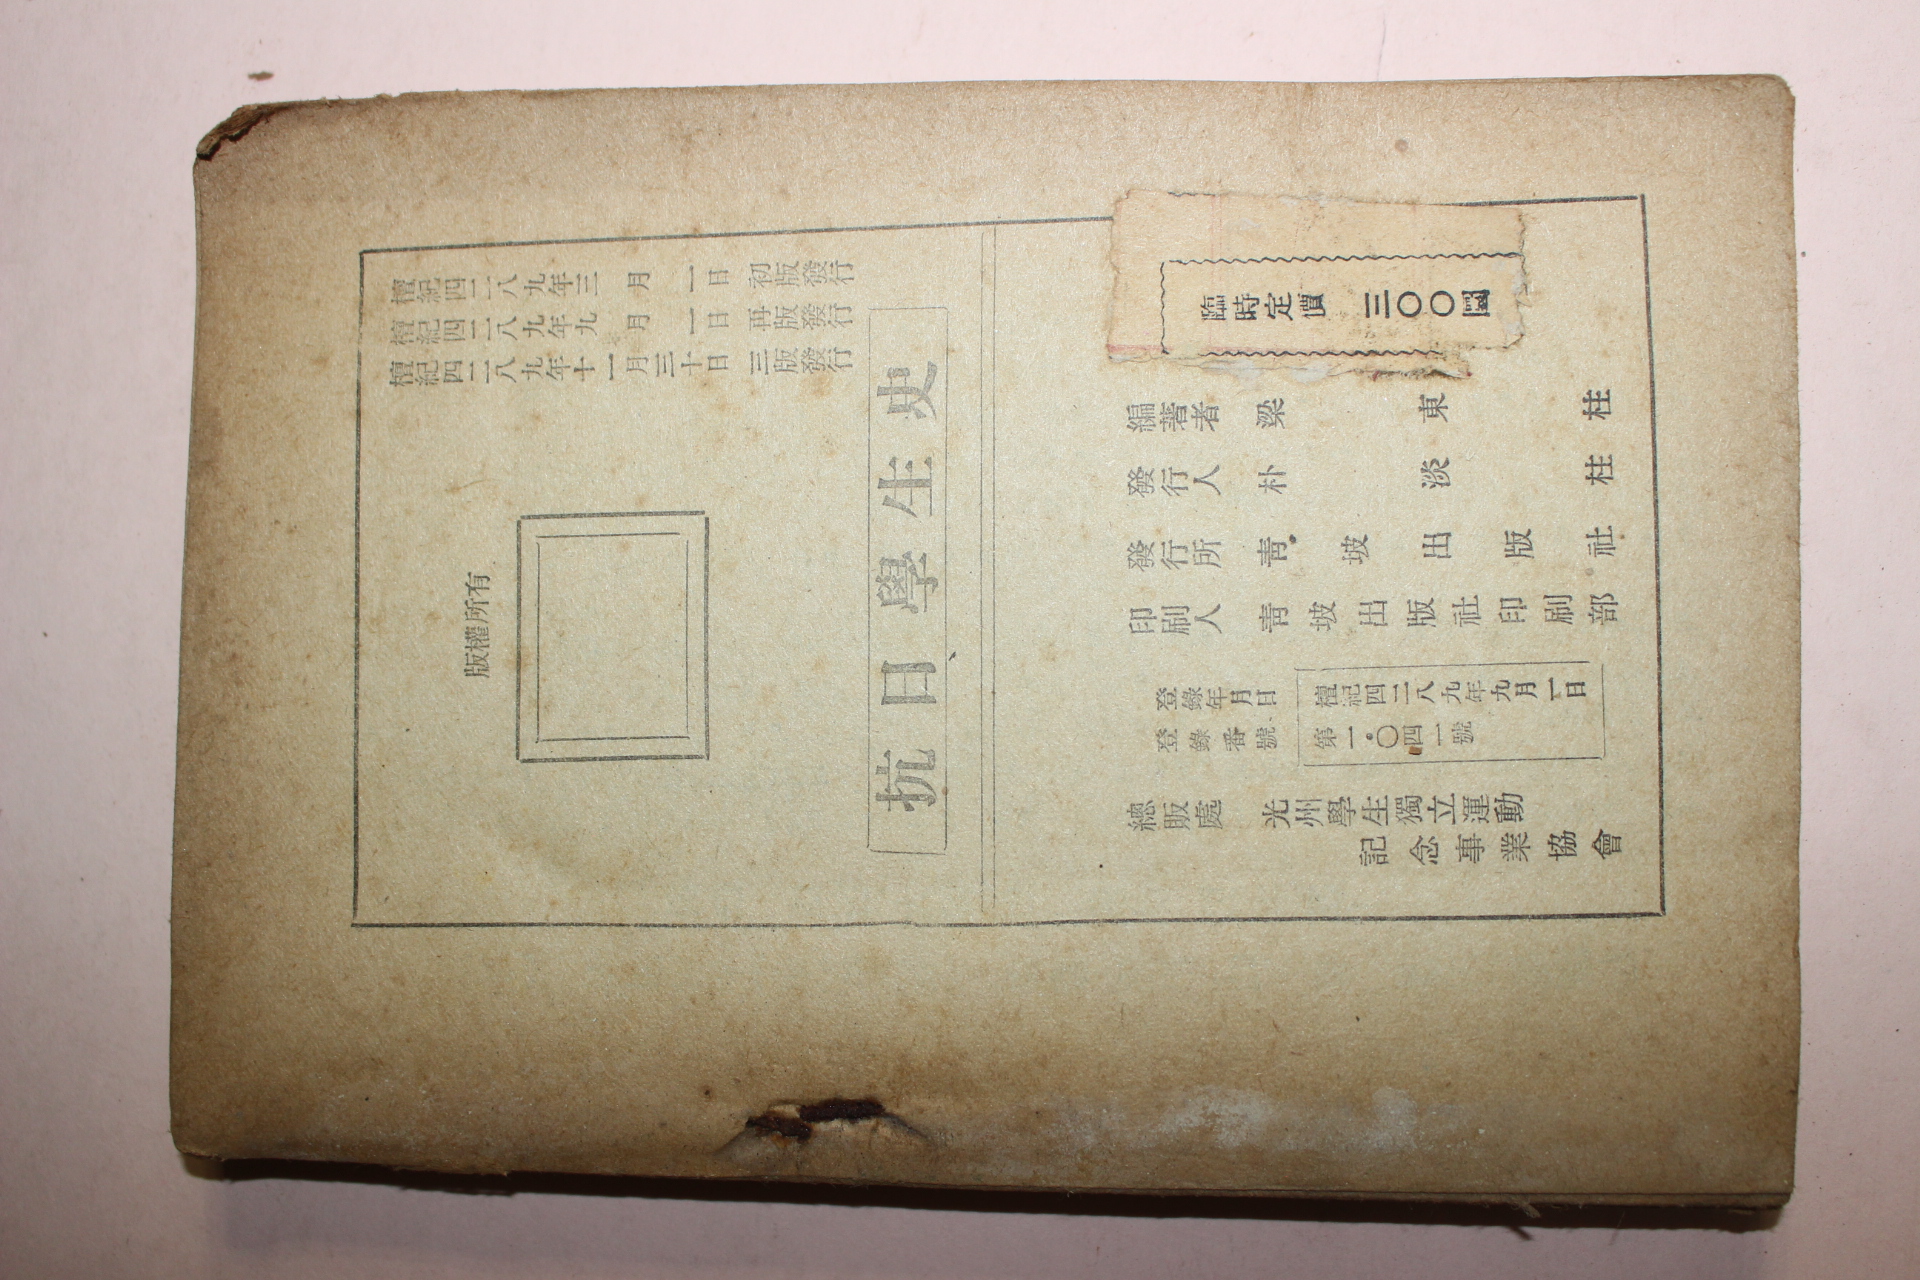 檀紀四二八九年三月一日 初版發行
檀紀四二八九年九月一日 再版發行
檀紀四二八九年十一月三十日 三版發行
版權所有
抗日學生史
臨時定價 三〇〇圜
編著者 梁東柱
發行人 朴淡柱
發行所 靑坡出版社
印刷人 靑坡出版社印刷部
登錄年月日 檀紀四二八九年九月一日
登錄番號 第一〇四一號
總販處 光州學生獨立運動
記念事業協會